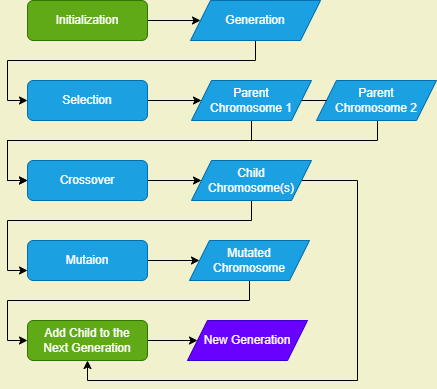 Initialization
Generation
Selection
Parent
Chromosome 1
Parent
Chromosome 2
Crossover
Child
Chromosome(s)
Mutaion
Mutated
Chromosome
Add Child to the
Next Generation
New Generation